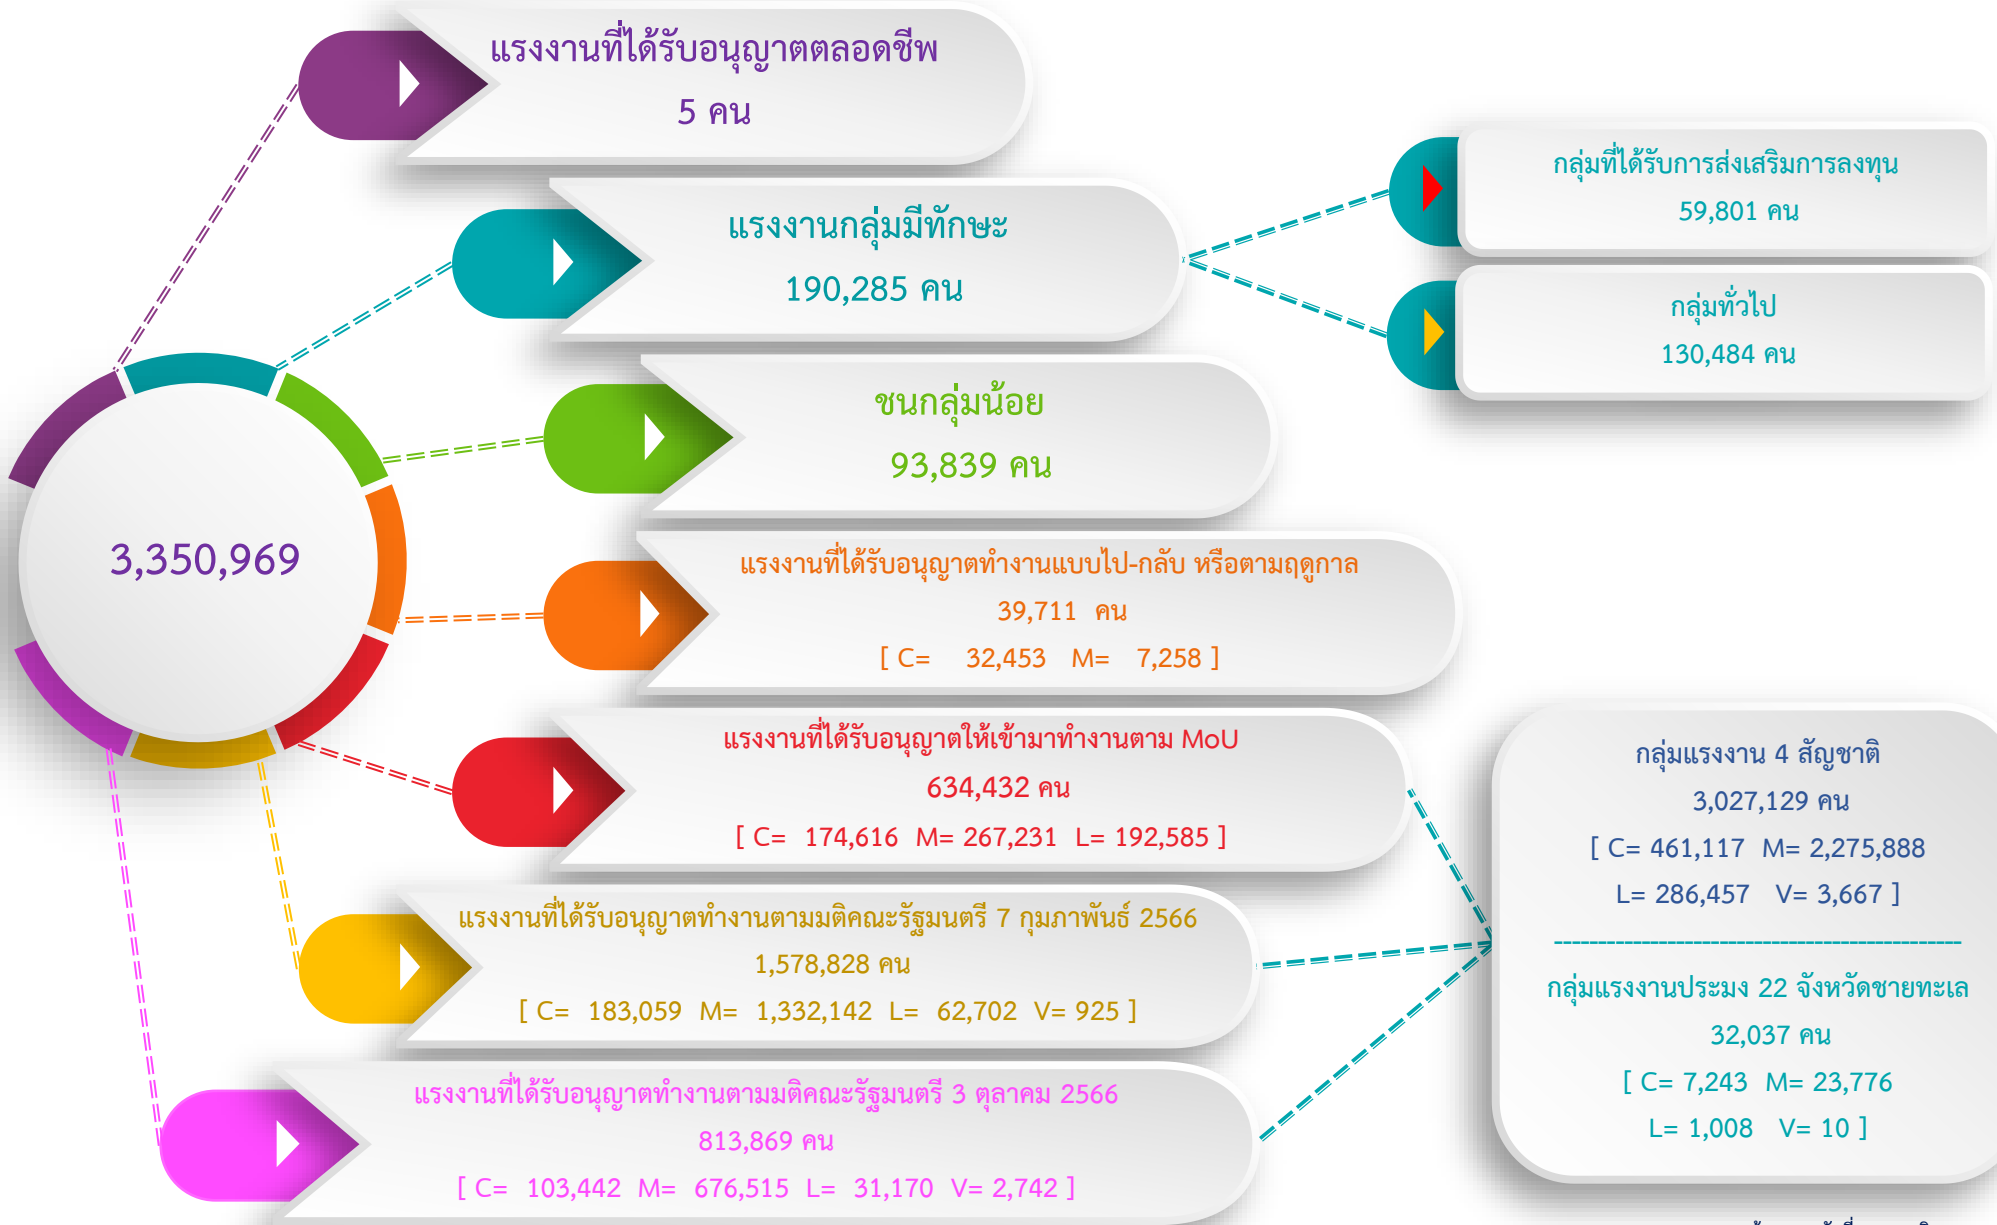 แรงงานที่ได้รับอนุญาตตลอดชีพ
5 คน
แรงงานกลุ่มมีทักษะ
190,285 คน
กลุ่มที่ได้รับการส่งเสริมการลงทุน
59,801 คน
กลุ่มทั่วไป
130,484 คน
ชนกลุ่มน้อย
93,839 คน
3,350,969
แรงงานที่ได้รับอนุญาตทำงานแบบไป-กลับ หรือตามฤดูกาล
39,711 คน
[ C= 32,453 M= 7,258 ]
แรงงานที่ได้รับอนุญาตให้เข้ามาทำงานตาม MoU
634,432 คน
[ C= 174,616 M= 267,231 L= 192,585 ]
แรงงานที่ได้รับอนุญาตทำงานตามมติคณะรัฐมนตรี 7 กุมภาพันธ์ 2566
1,578,828 คน
[ C= 183,059 M= 1,332,142 L= 62,702 V= 925 ]
แรงงานที่ได้รับอนุญาตทำงานตามมติคณะรัฐมนตรี 3 ตุลาคม 2566
813,869 คน
[ C= 103,442 M= 676,515 L= 31,170 V= 2,742 ]
กลุ่มแรงงาน 4 สัญชาติ
3,027,129 คน
[ C= 461,117 M= 2,275,888
L= 286,457 V= 3,667 ]
กลุ่มแรงงานประมง 22 จังหวัดชายทะเล
32,037 คน
[ C= 7,243 M= 23,776
L= 1,008 V= 10 ]